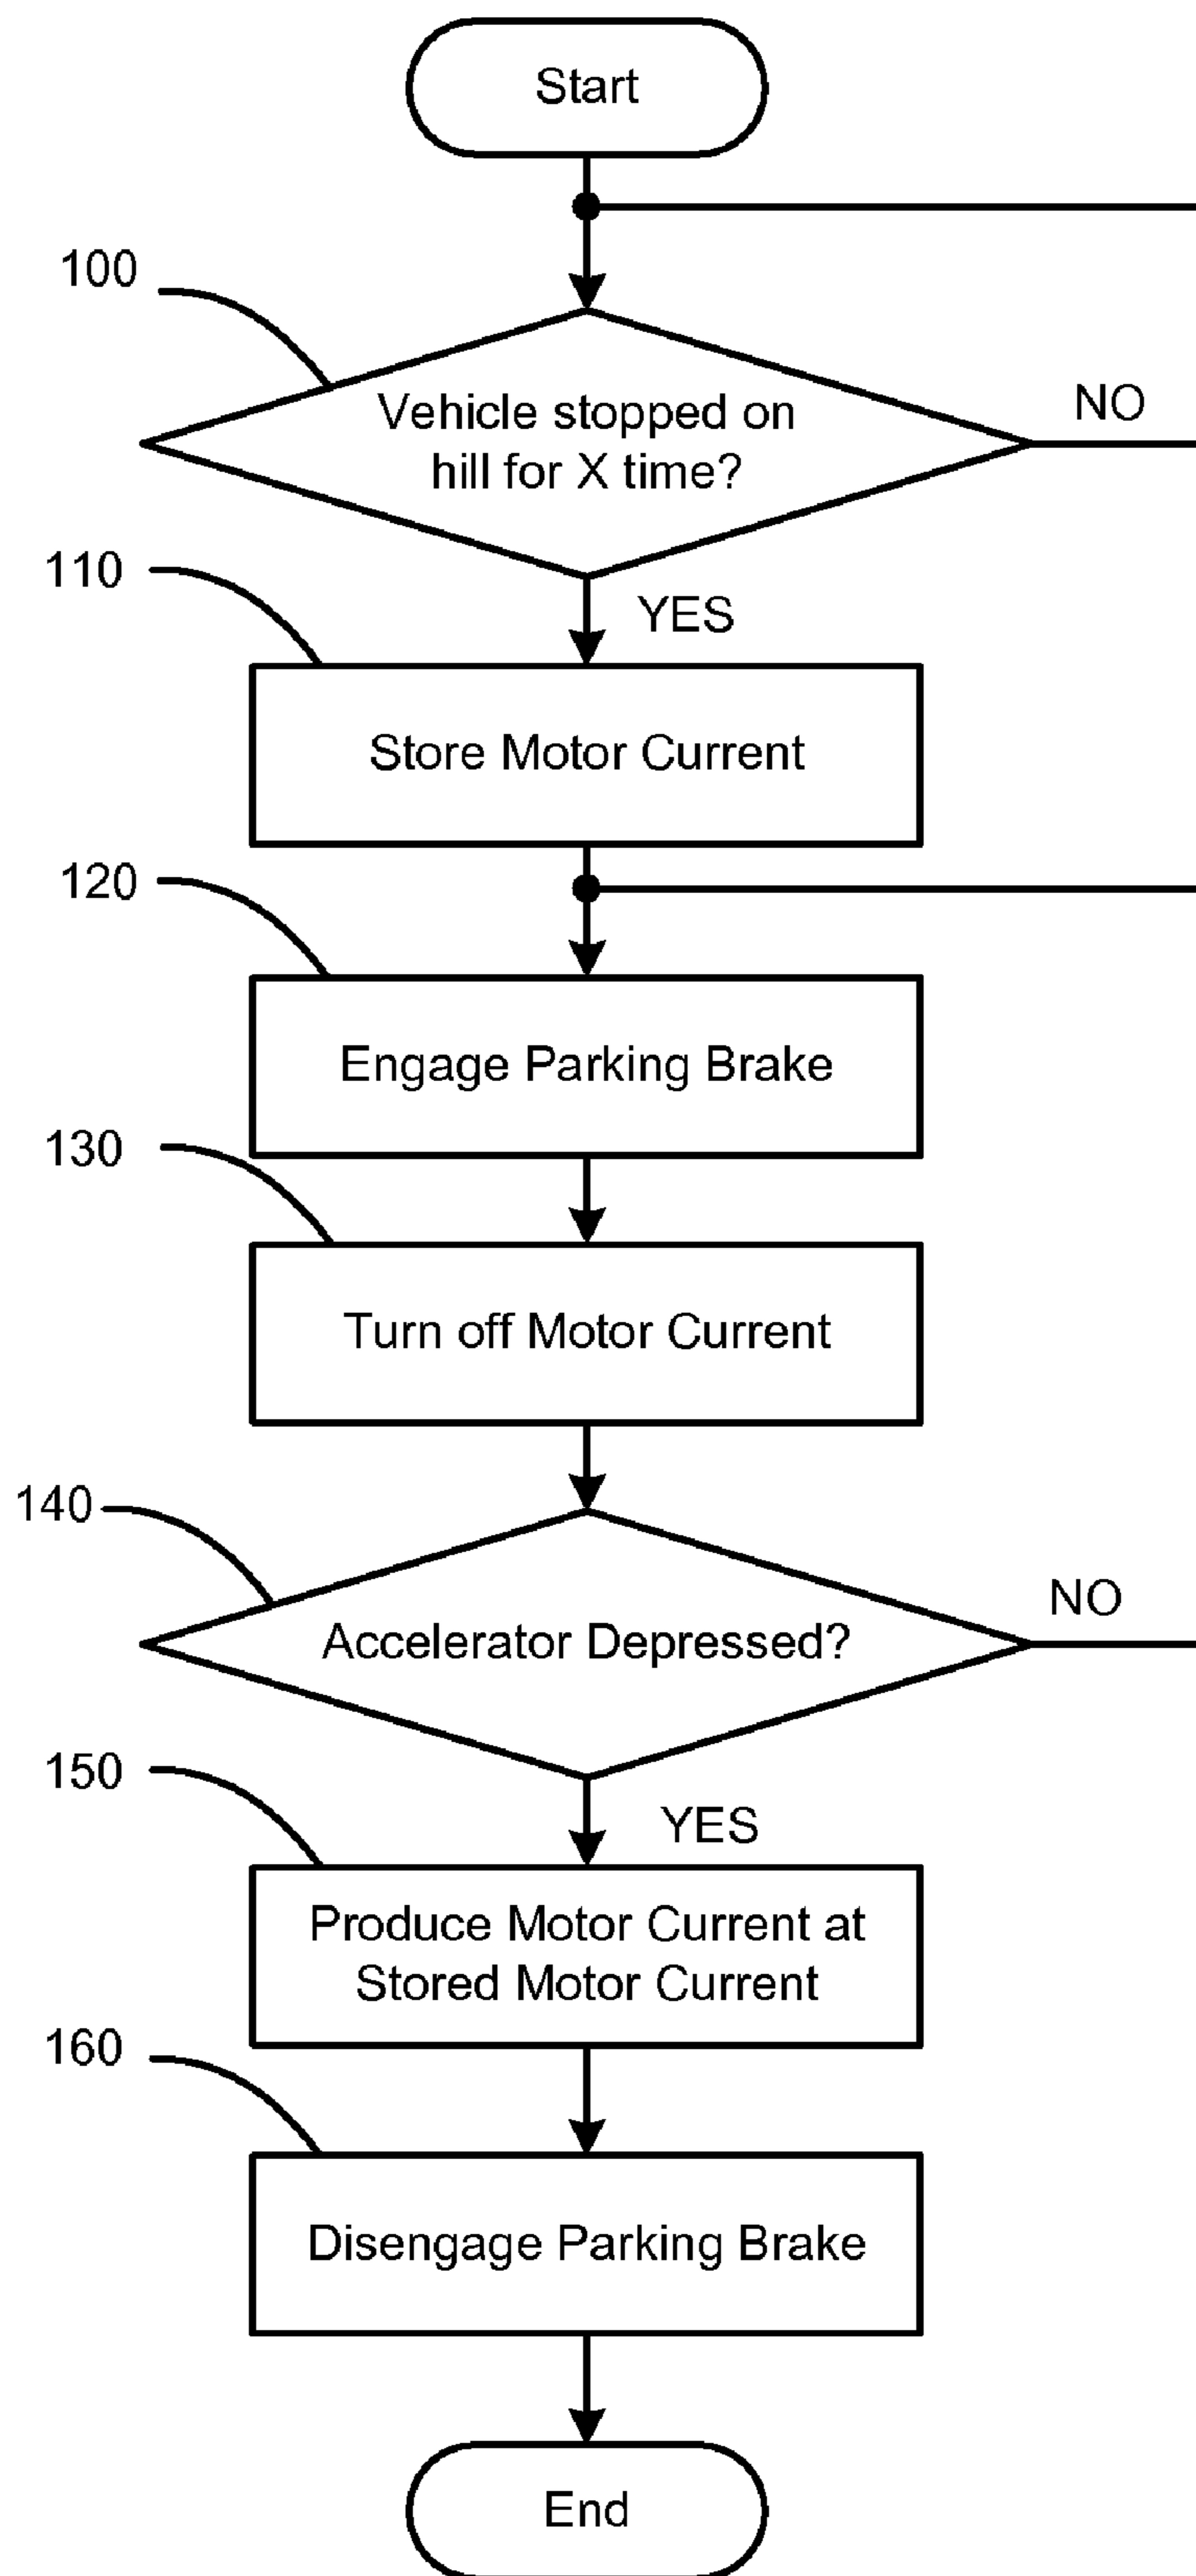 Start
100
Vehicle stopped on
hill for X time?
NO
110
YES
Store Motor Current
120
Engage Parking Brake
130
Turn off Motor Current
140
Accelerator Depressed?
NO
150
YES
Produce Motor Current at
Stored Motor Current
160
Disengage Parking Brake
End